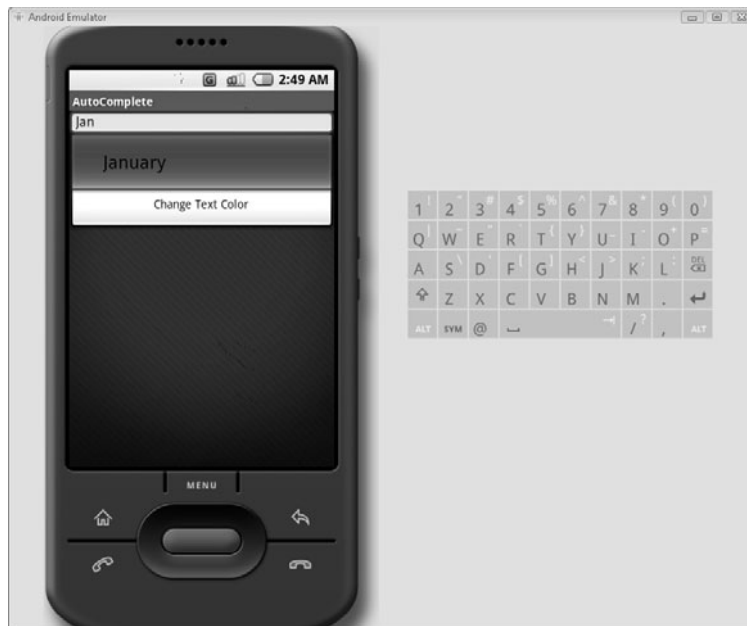 Android Emulator
G 2:49 AM
AutoComplete
Jan
January
Change Text Color
MENU
1 ! 2 " 3 # 4 $ 5 % 6 ^ 7 & 8 * 9 ( 0 )
Q | W ~ E " R ` T { Y } U - I - O + P =
A S \ D ' F [ G ] H < J > K ; L : DEL
Z X C V B N M .
ALT SYM @ / ? , ALT